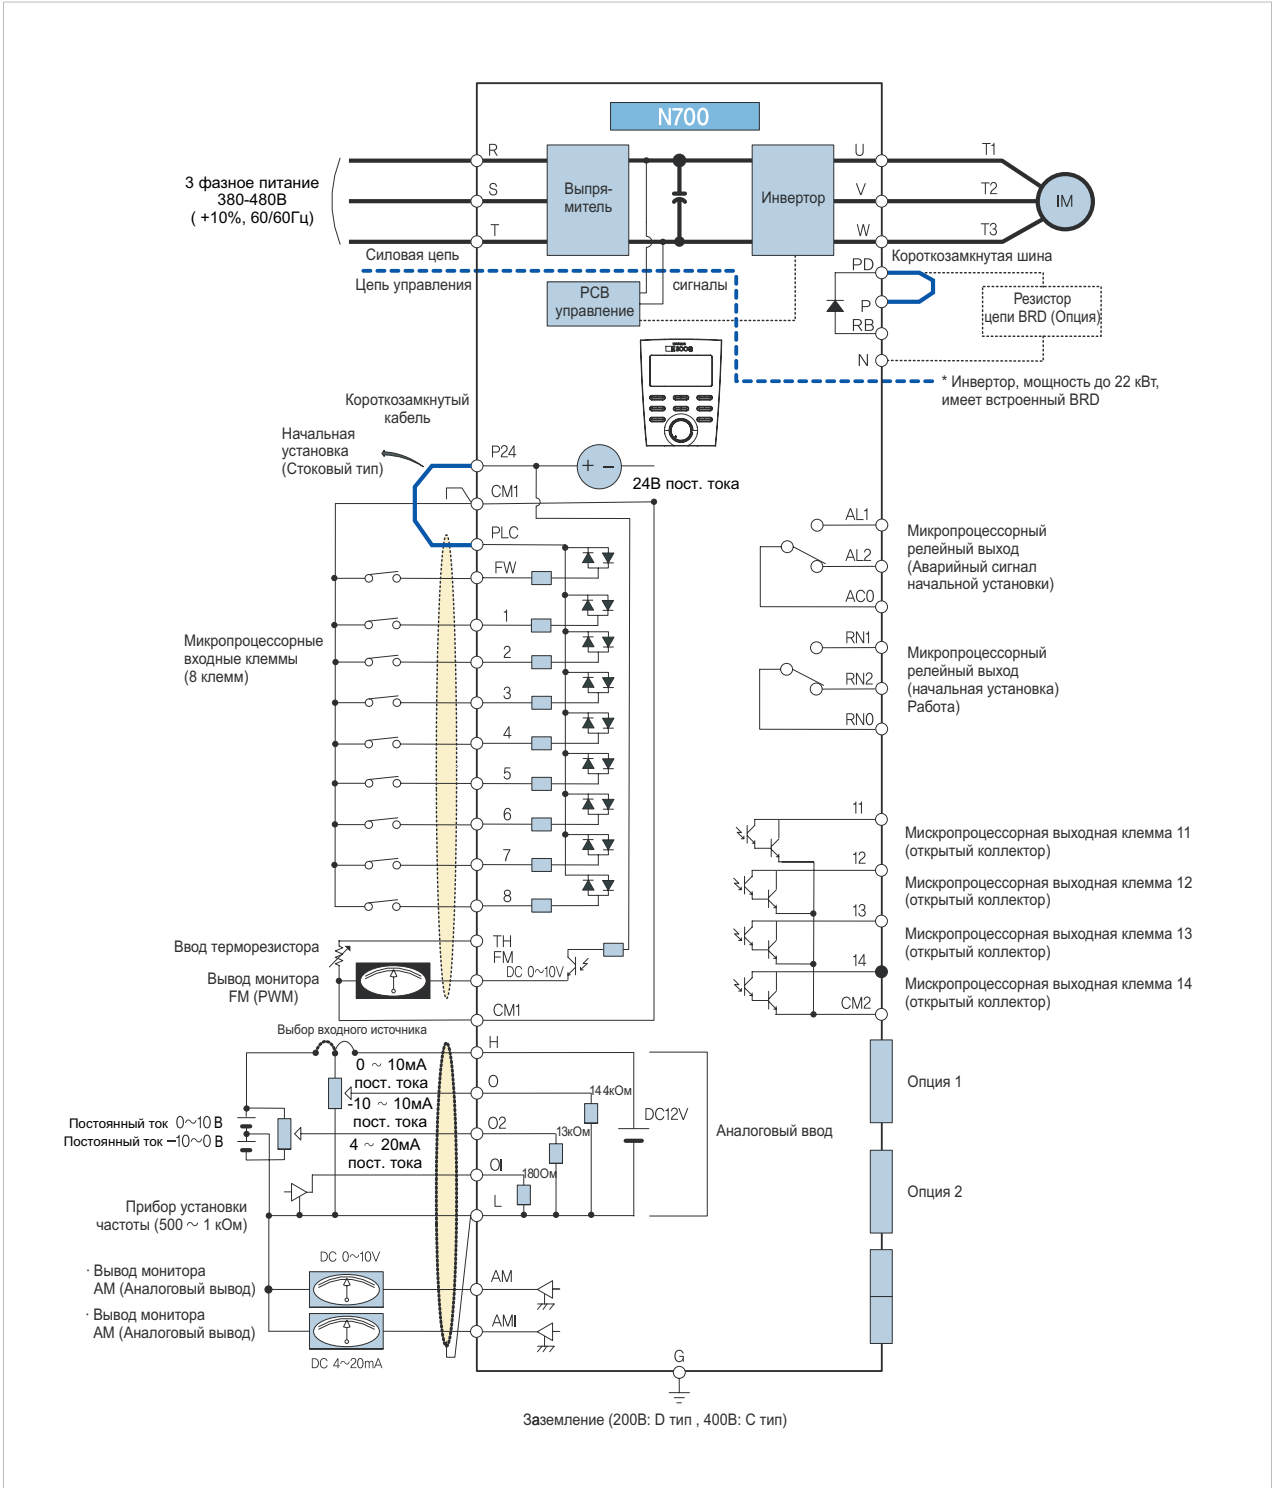 N700
R
U
T1
3 фазное питание
380-480В
( +10%, 60/60Гц)
S
Выпря-
митель
Инвертор
V
T2
IM
T
W
T3
Силовая цепь
Короткозамкнутая шина
Цепь управления
сигналы
PD
PCB
управление
P
RB
Резистор
цепи BRD (Опция)
N
* Инвертор, мощность до 22 кВт,
имеет встроенный BRD
Короткозамкнутый
кабель
Начальная
установка
(Стоковый тип)
P24
+ −
24В пост. тока
CM1
PLC
FW
1
2
3
4
5
6
7
8
Микропроцессорные
входные клеммы
(8 клемм)
AL1
AL2
AC0
Микропроцессорный
релейный выход
(Аварийный сигнал
начальной установки)
RN1
RN2
RN0
Микропроцессорный
релейный выход
(начальная установка)
Работа)
11
Мискропроцессорная выходная клемма 11
(открытый коллектор)
12
Мискропроцессорная выходная клемма 12
(открытый коллектор)
13
Мискропроцессорная выходная клемма 13
(открытый коллектор)
14
Мискропроцессорная выходная клемма 14
(открытый коллектор)
CM2
Ввод терморезистора
TH
FM
DC 0~10V
Вывод монитора
FM (PWM)
CM1
Выбор входного источника
H
0 ~ 10мА
пост. тока
O
144кОм
-10 ~ 10мА
пост. тока
O2
13кОм
DC12V
Постоянный ток 0~10 В
Постоянный ток −10~0 В
4 ~ 20мА
пост. тока
OI
180Ом
Аналоговый ввод
L
Прибор установки
частоты (500 ~ 1 кОм)
Опция 1
Опция 2
DC 0~10V
· Вывод монитора
AM (Аналоговый вывод)
AM
· Вывод монитора
AM (Аналоговый вывод)
AMI
DC 4~20mA
G
Заземление (200В: D тип , 400В: С тип)